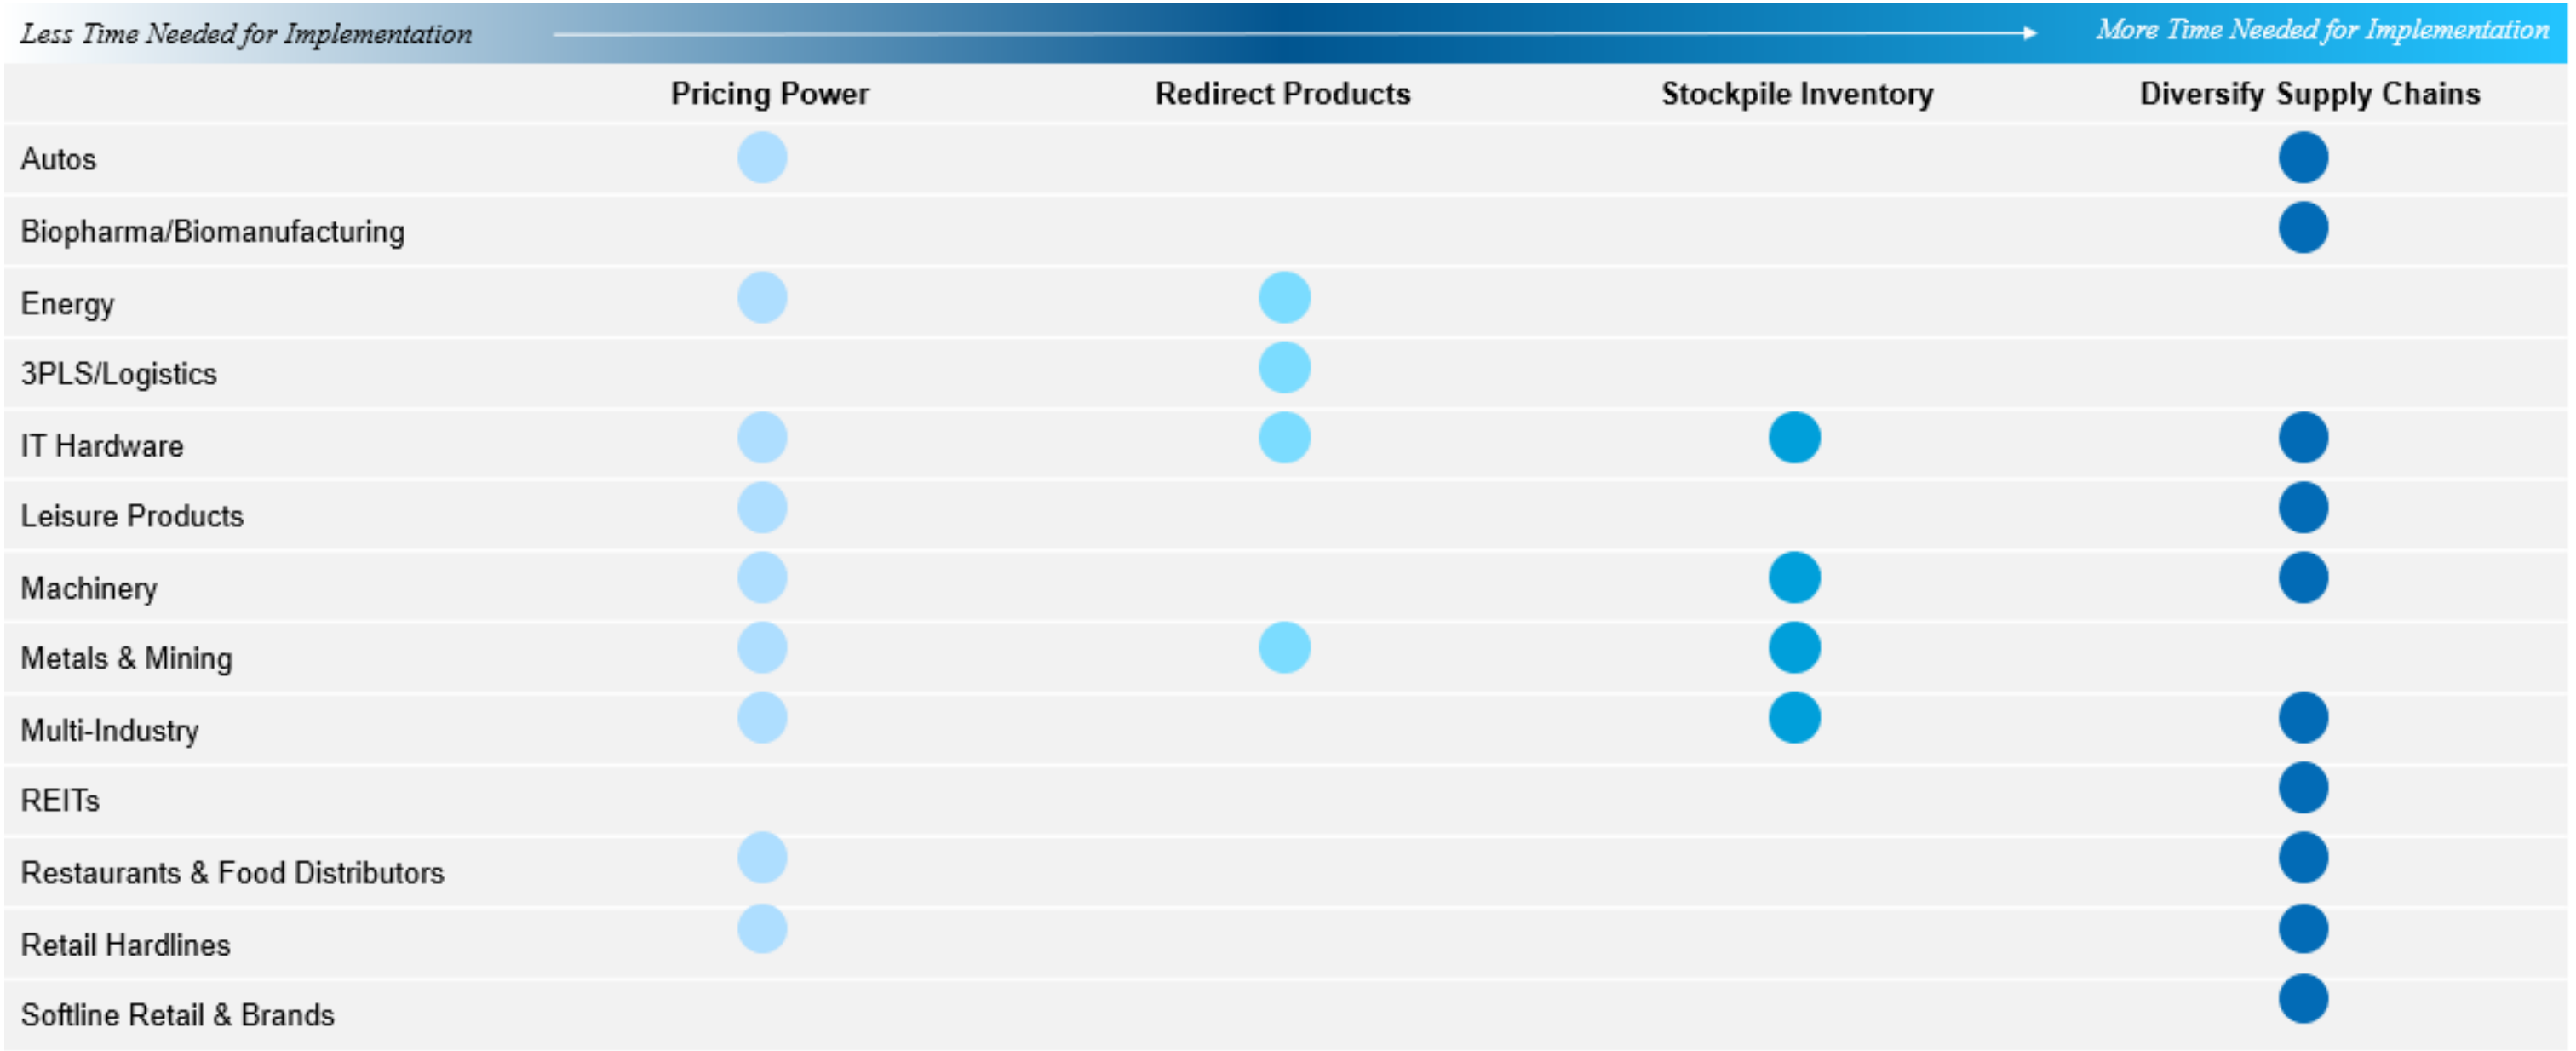 Less Time Needed for Implementation More Time Needed for Implementation
Pricing Power Redirect Products Stockpile Inventory Diversify Supply Chains
Autos
Biopharma/Biomanufacturing
Energy
3PLS/Logistics
IT Hardware
Leisure Products
Machinery
Metals & Mining
Multi-Industry
REITs
Restaurants & Food Distributors
Retail Hardlines
Softline Retail & Brands